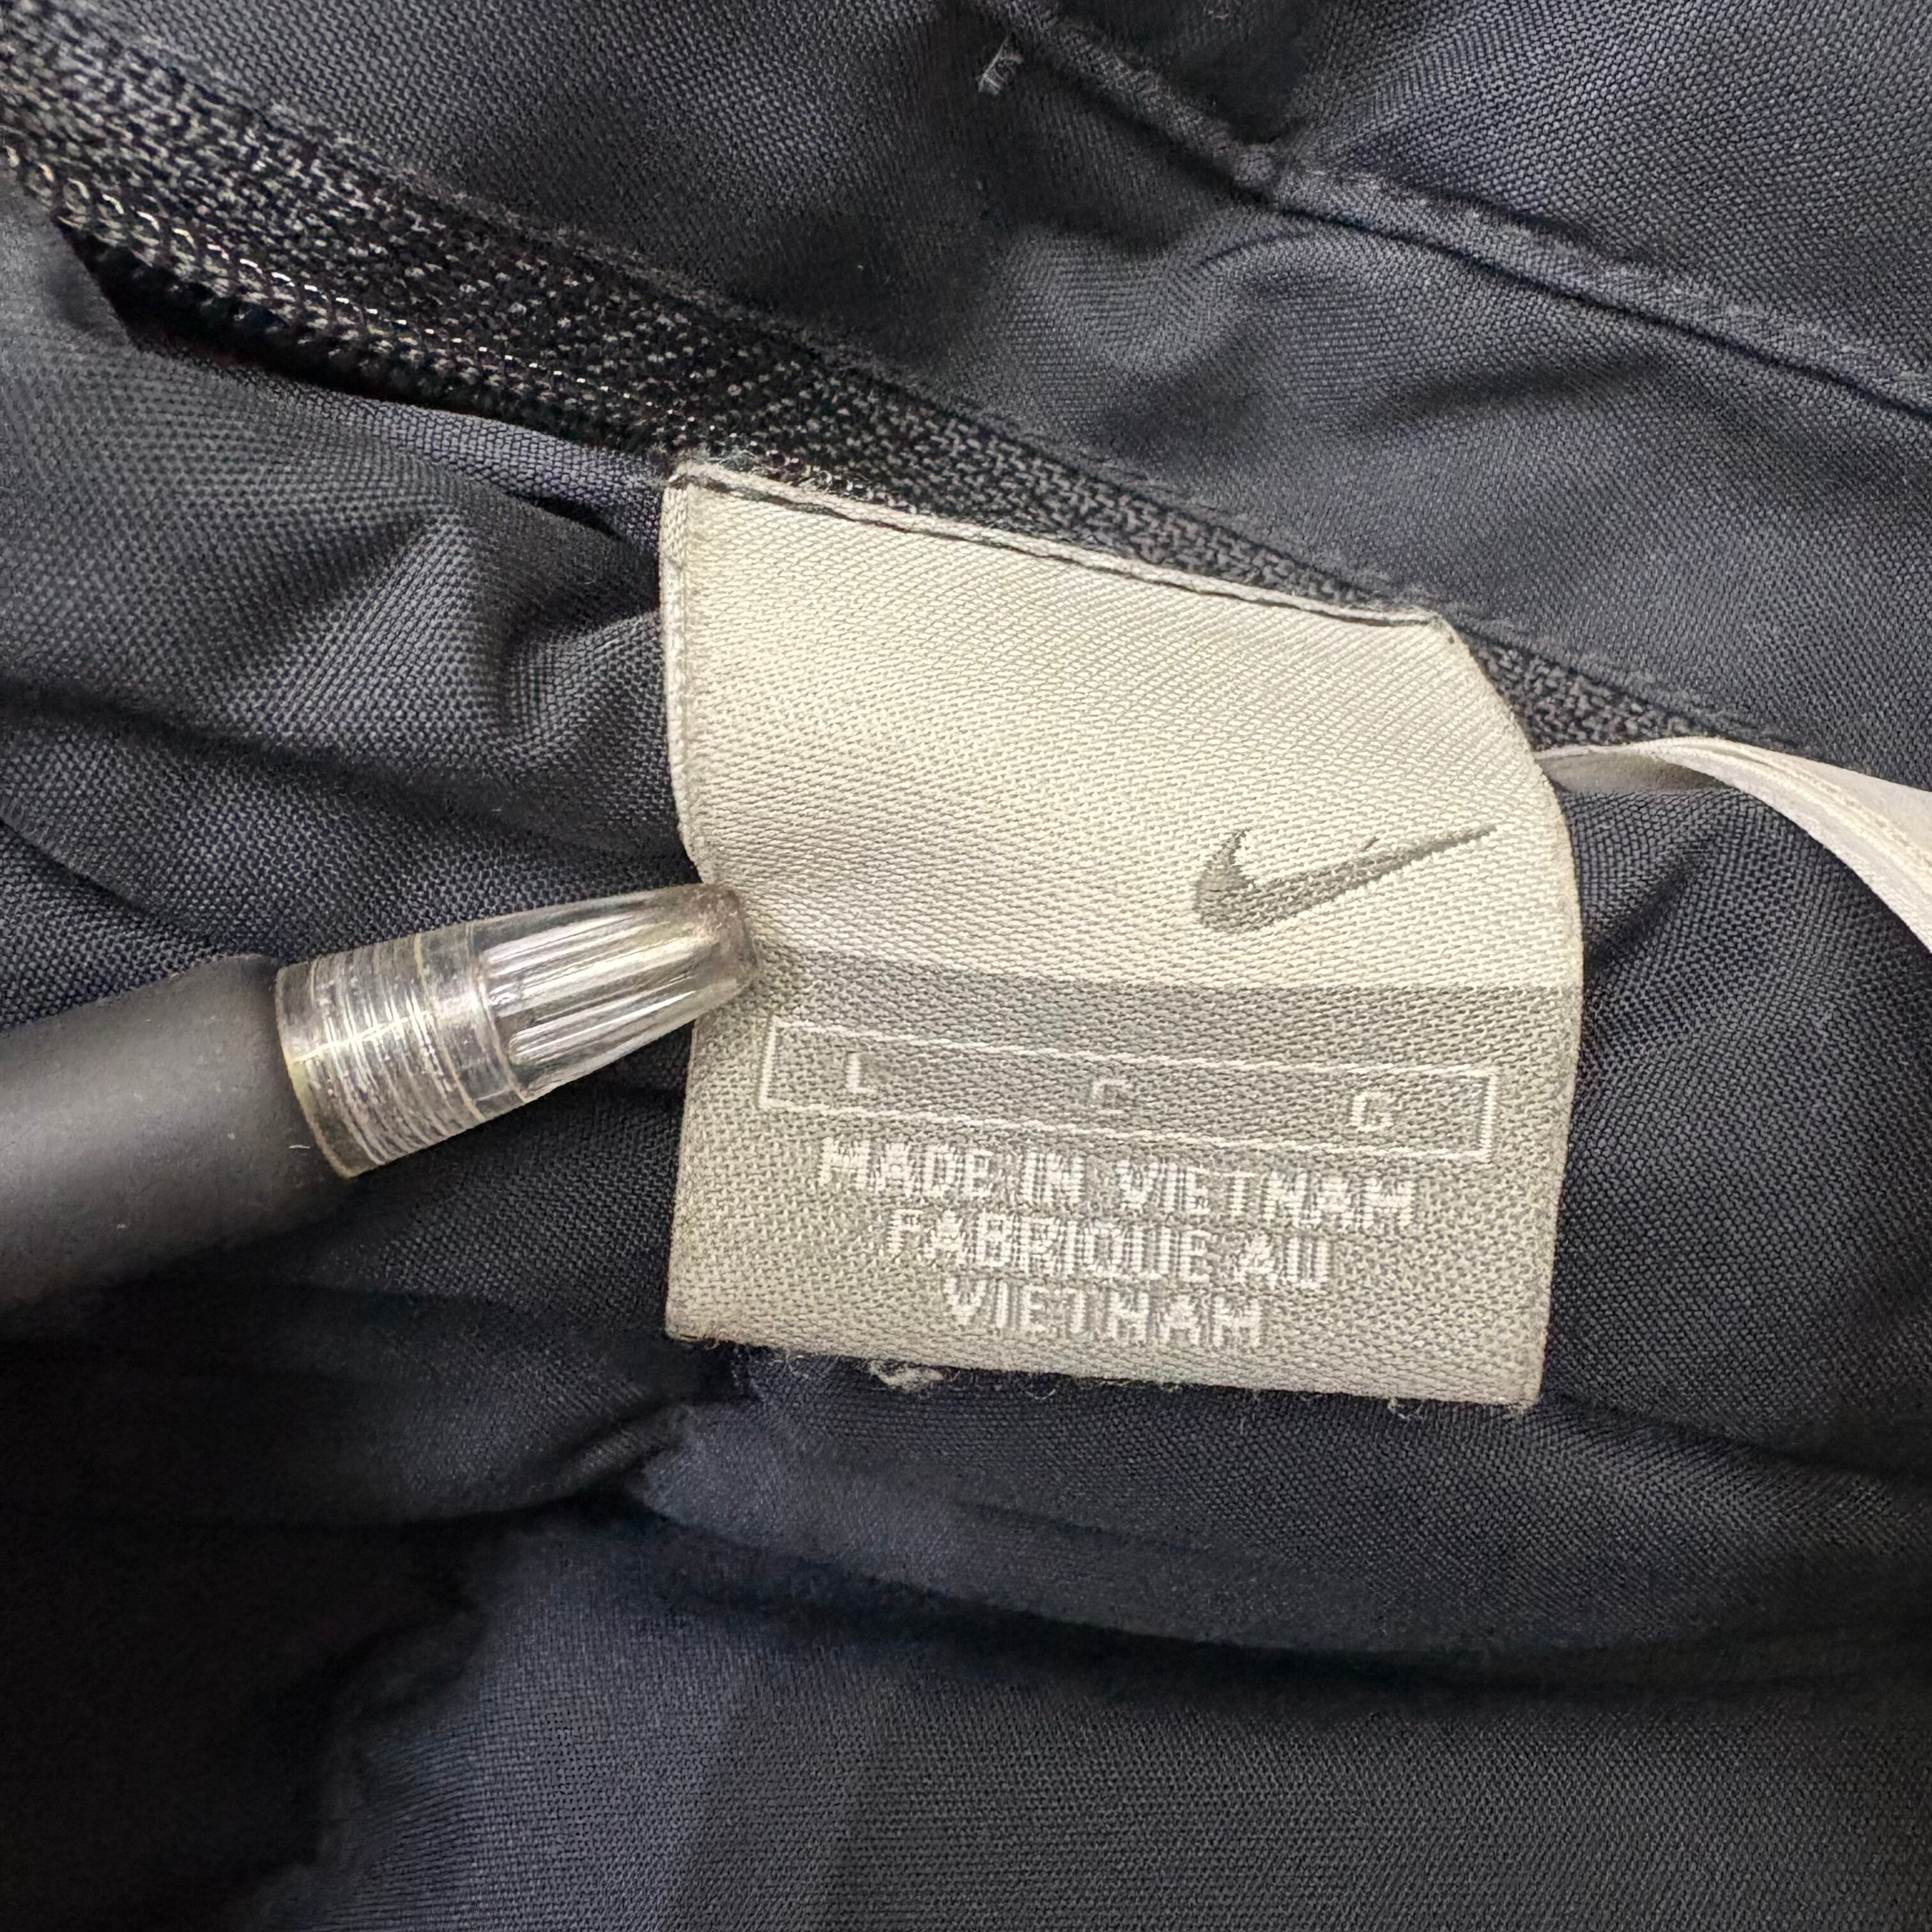 L C G
MADE IN VIETNAM
FABRIQUE AU
VIETNAM